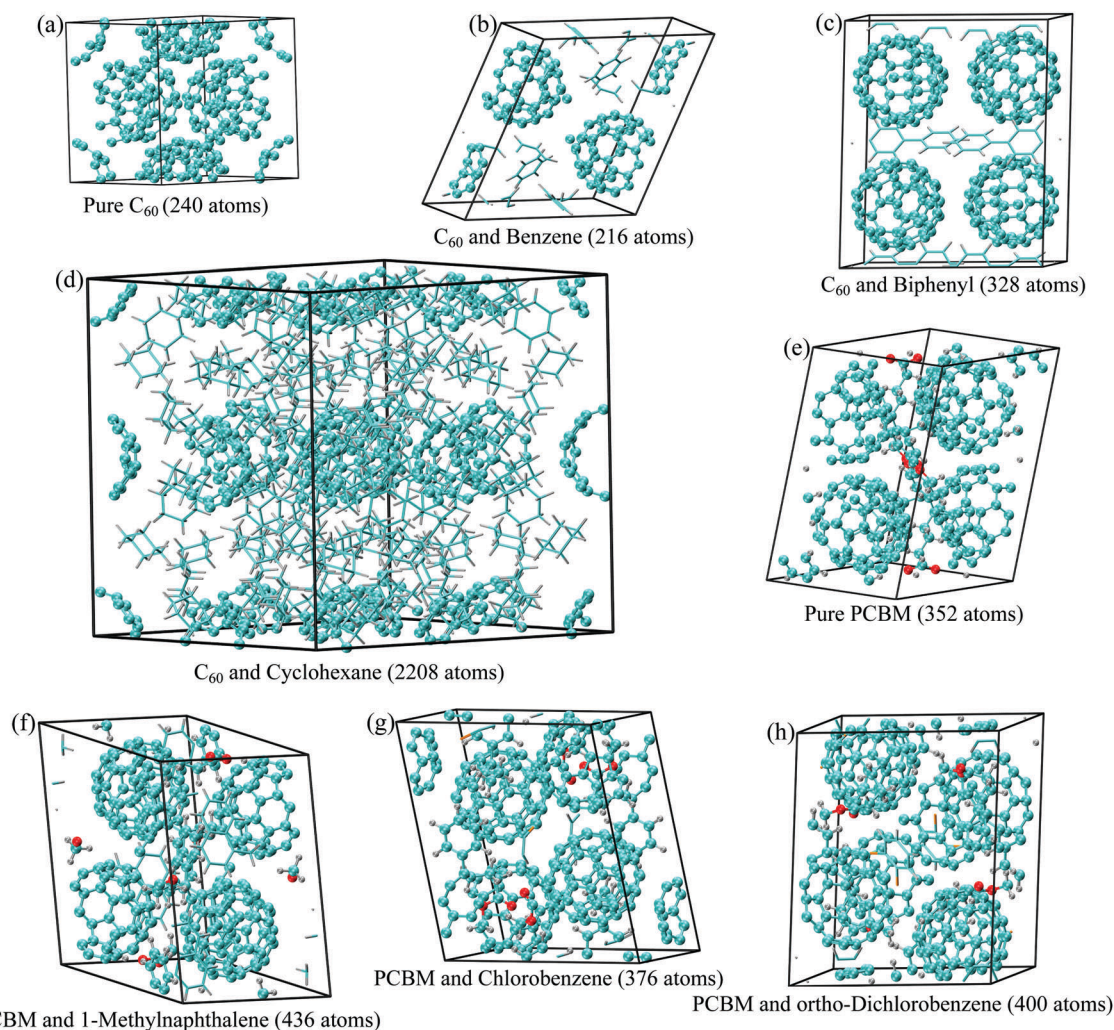 (a)
Pure C₆₀ (240 atoms)
(b)
C₆₀ and Benzene (216 atoms)
(c)
C₆₀ and Biphenyl (328 atoms)
(d)
C₆₀ and Cyclohexane (2208 atoms)
(e)
Pure PCBM (352 atoms)
(f)
CBM and 1-Methylnaphthalene (436 atoms)
(g)
PCBM and Chlorobenzene (376 atoms)
(h)
PCBM and ortho-Dichlorobenzene (400 atoms)